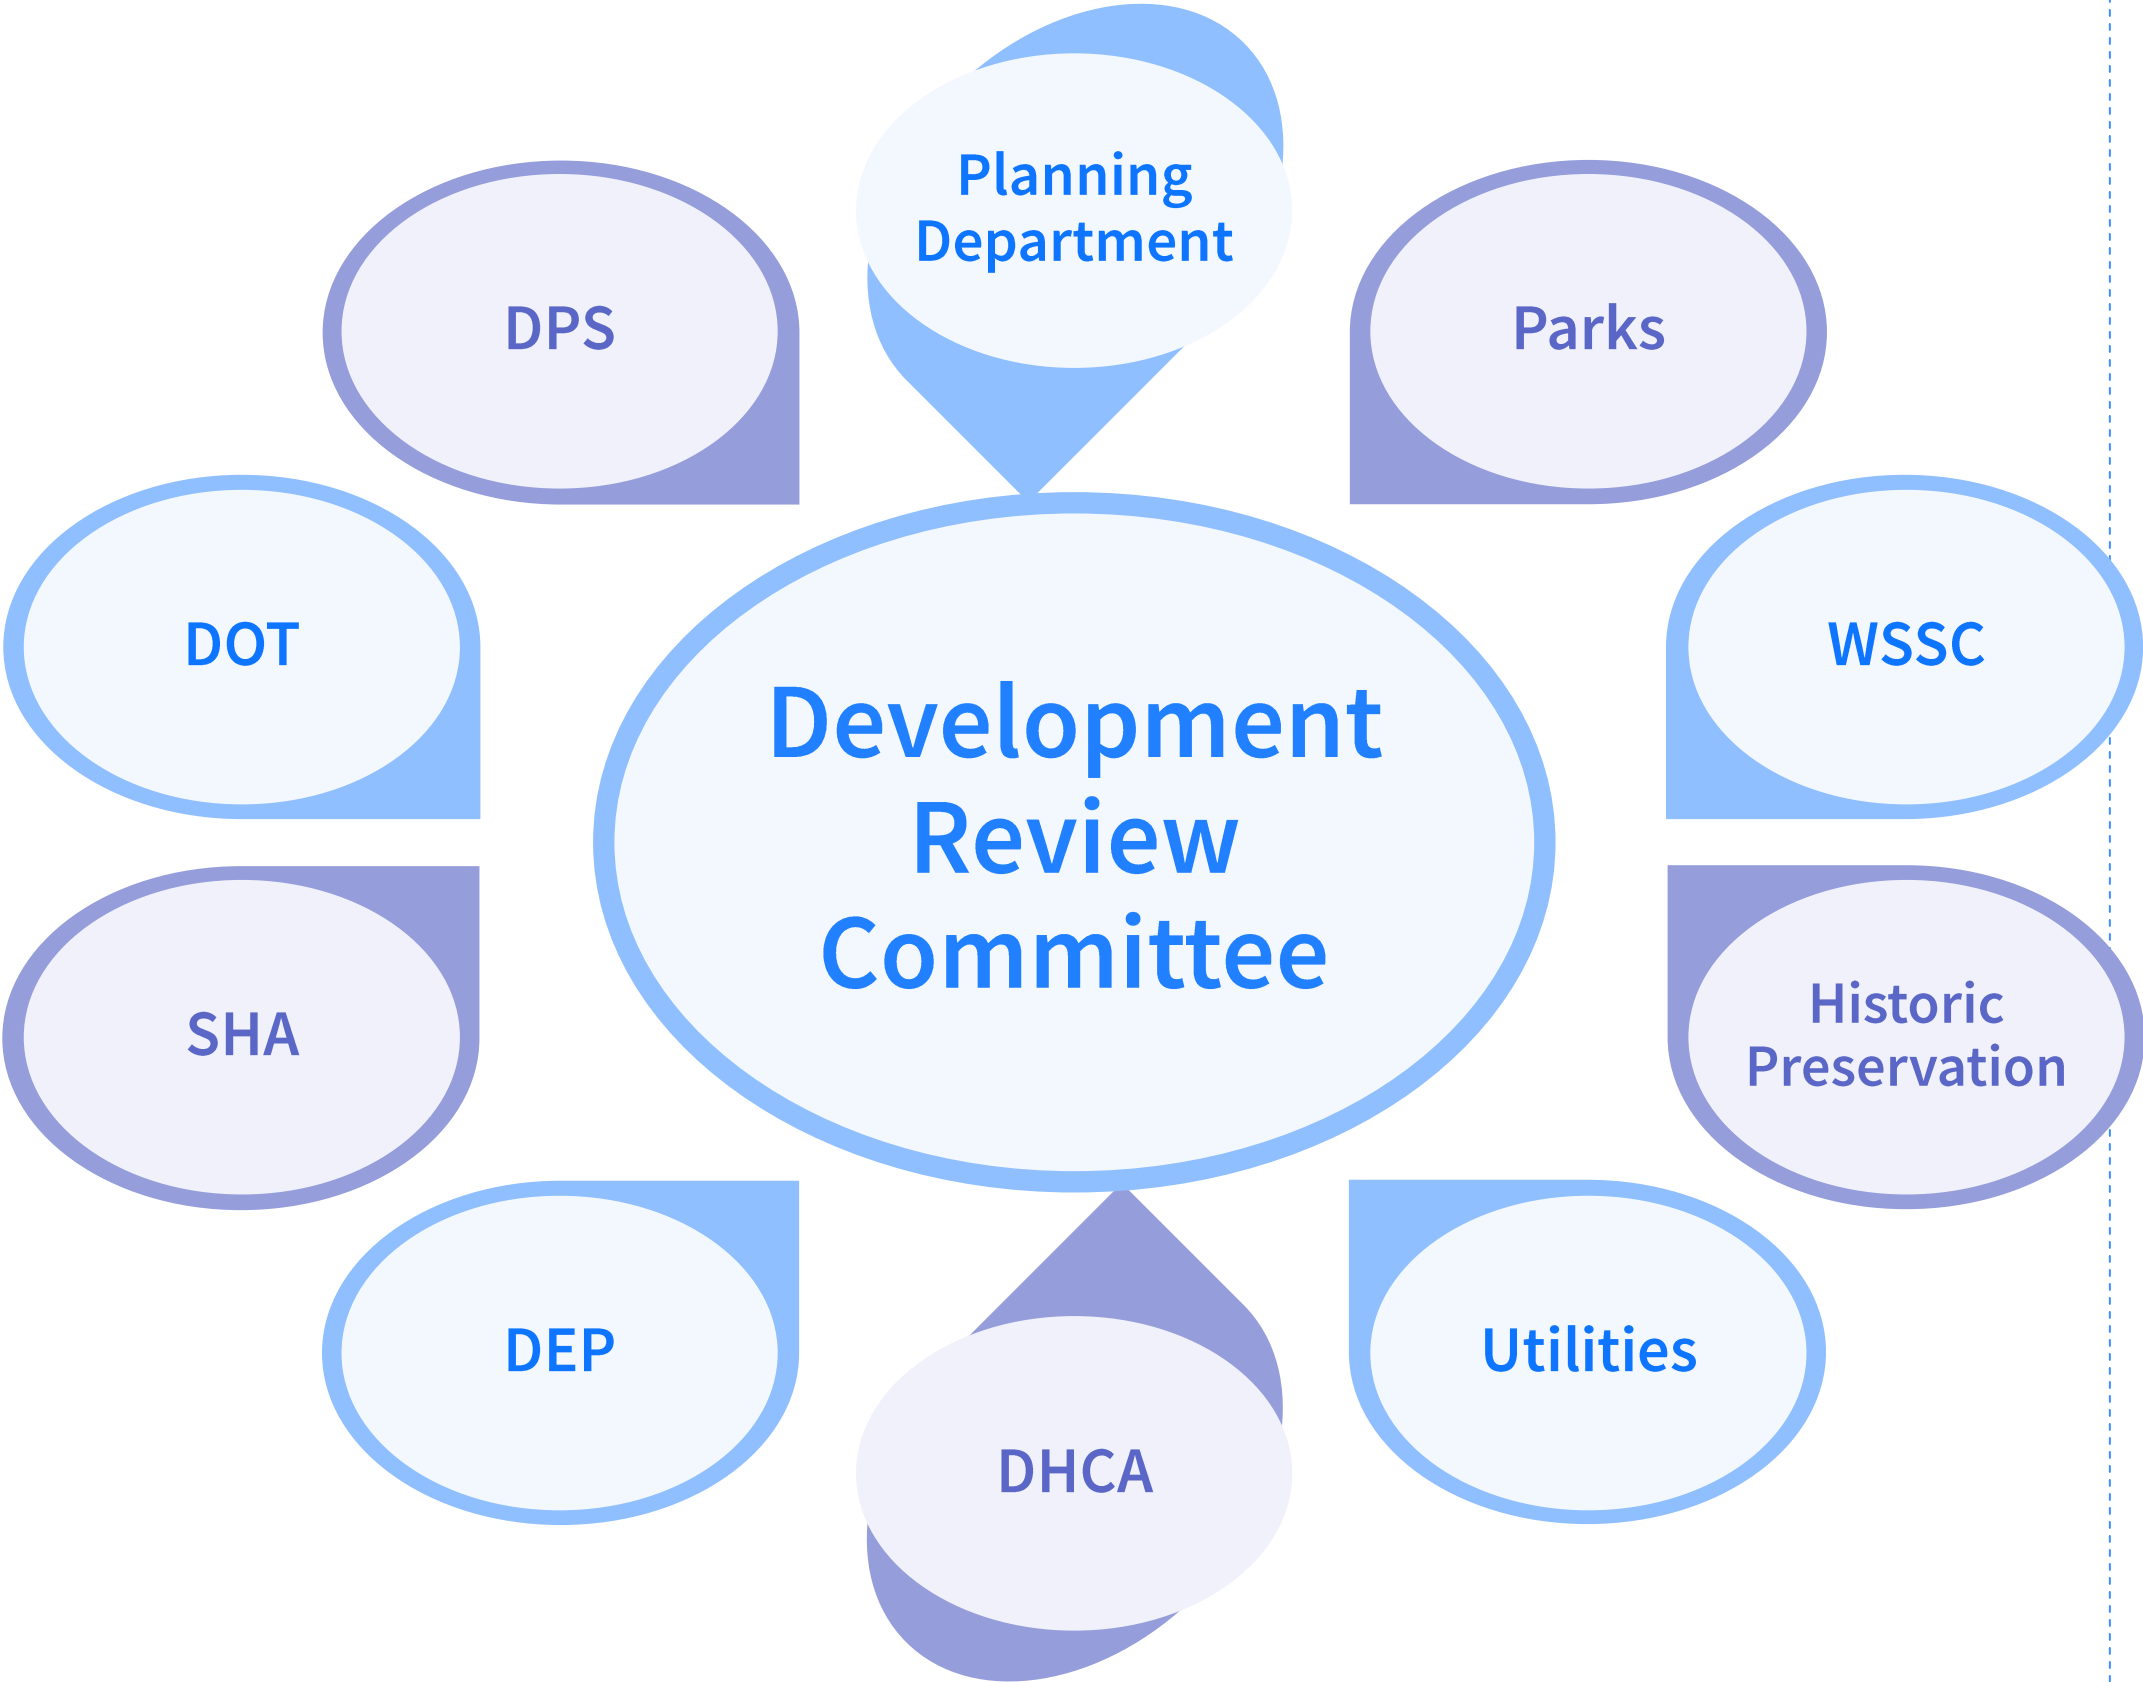 Planning
Department
DPS
Parks
DOT
WSSC
Development
Review
Committee
SHA
Historic
Preservation
DEP
Utilities
DHCA